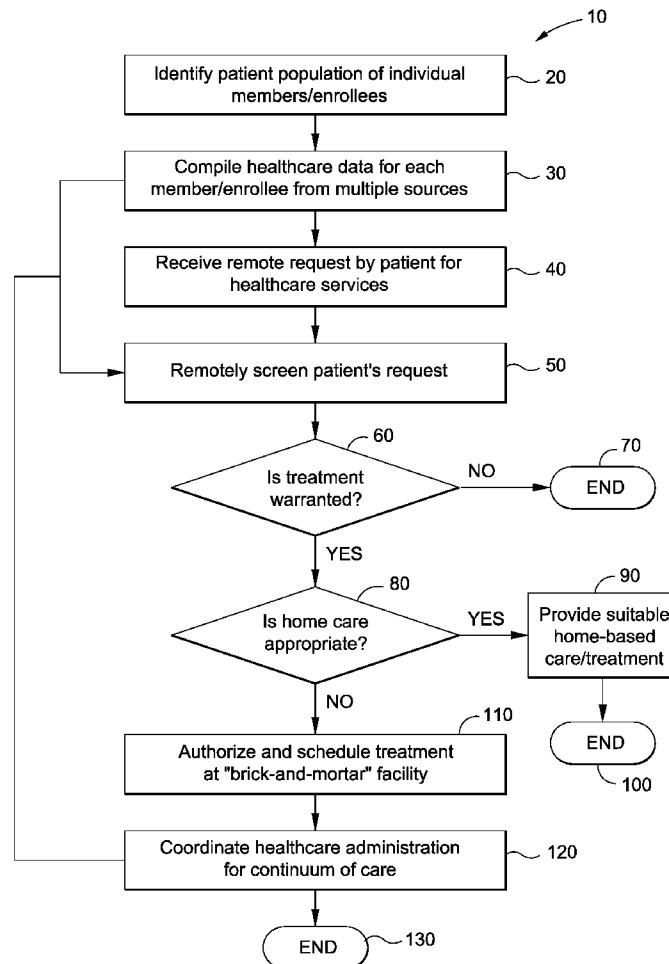 10
Identify patient population of individual
members/enrollees
20
Compile healthcare data for each
member/enrollee from multiple sources
30
Receive remote request by patient for
healthcare services
40
Remotely screen patient's request
50
60
Is treatment
warranted?
NO
70
END
YES
80
Is home care
appropriate?
YES
90
Provide suitable
home-based
care/treatment
NO
END
100
110
Authorize and schedule treatment
at "brick-and-mortar" facility
Coordinate healthcare administration
for continuum of care
120
END
130